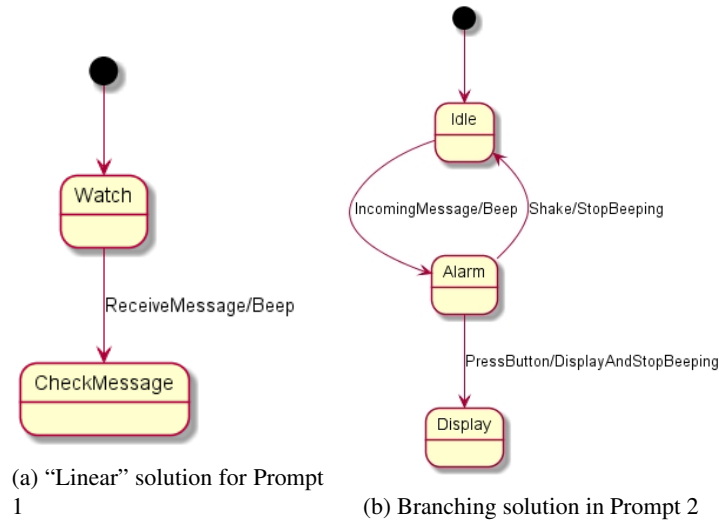 Watch
ReceiveMessage/Beep
CheckMessage
(a) “Linear” solution for Prompt
1
Idle
IncomingMessage/Beep
Shake/StopBeeping
Alarm
PressButton/DisplayAndStopBeeping
Display
(b) Branching solution in Prompt 2